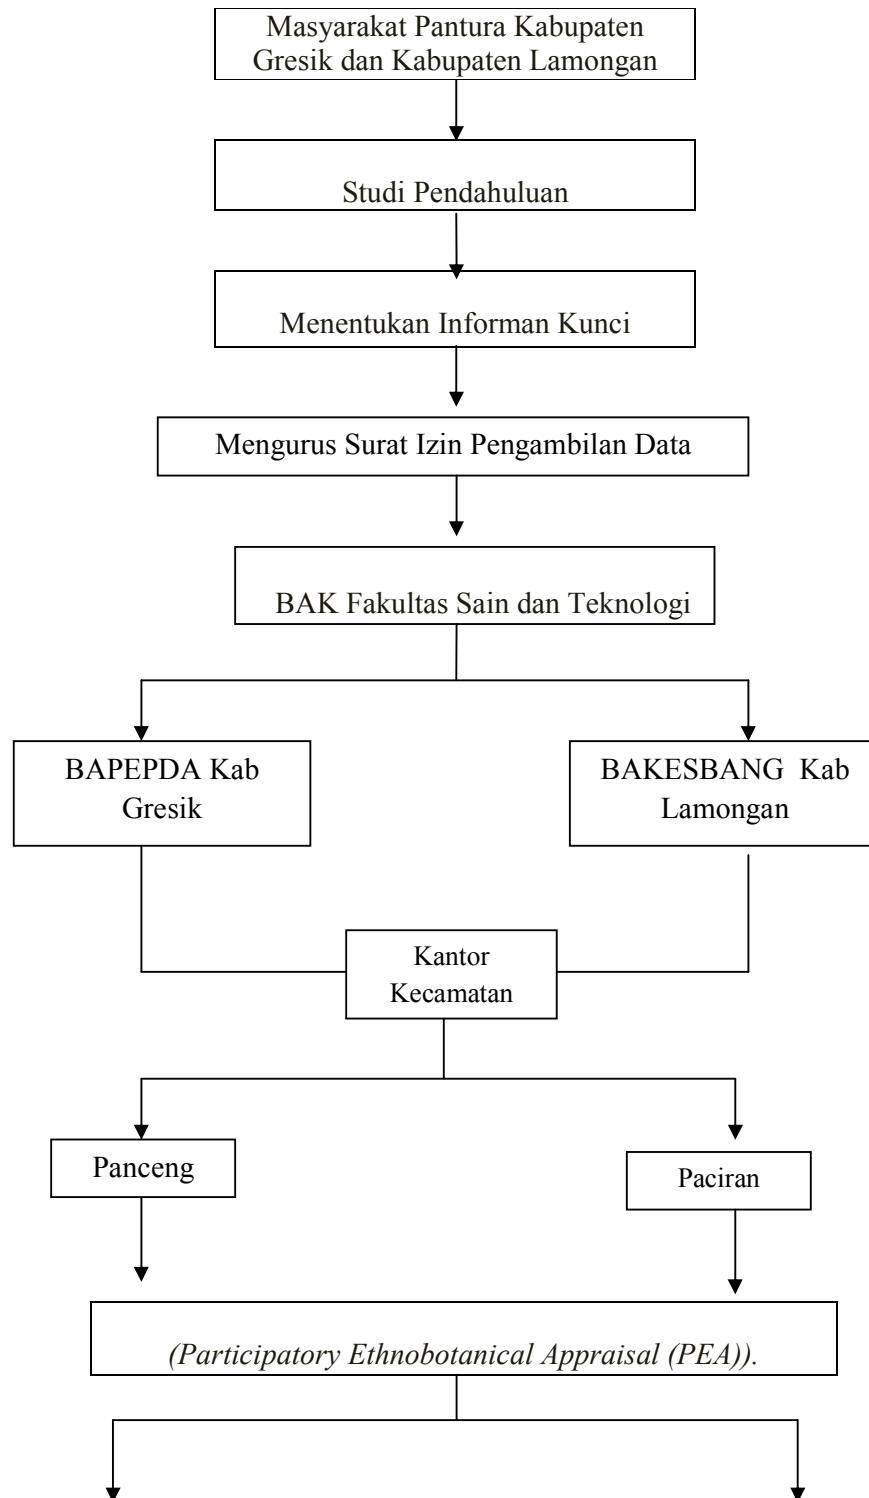 Masyarakat Pantura Kabupaten
Gresik dan Kabupaten Lamongan
Studi Pendahuluan
Menentukan Informan Kunci
Mengurus Surat Izin Pengambilan Data
BAK Fakultas Sain dan Teknologi
BAPEPDA Kab
Gresik
BAKESBANG Kab
Lamongan
Kantor
Kecamatan
Panceng
Paciran
(Participatory Ethnobotanical Appraisal (PEA)).